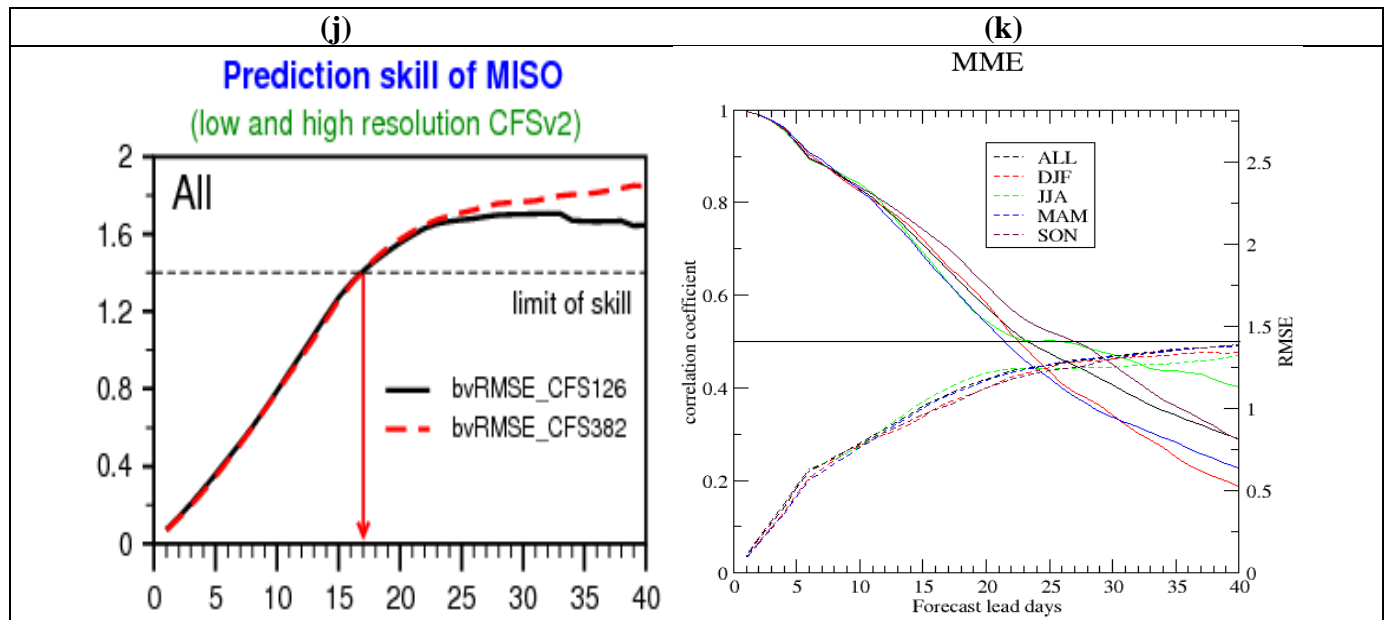 (j)
(k)
Prediction skill of MISO
(low and high resolution CFSv2)
2
1.6
1.2
0.8
0.4
0
All
limit of skill
bvRMSE_CFS126
bvRMSE_CFS382
0 5 10 15 20 25 30 35 40
MME
1
0.8
0.6
0.4
0.2
0
correlation coefficient
ALL
DJF
JJA
MAM
SON
2.5
2
1.5
1
0.5
0
RMSE
0 5 10 15 20 25 30 35 40
Forecast lead days